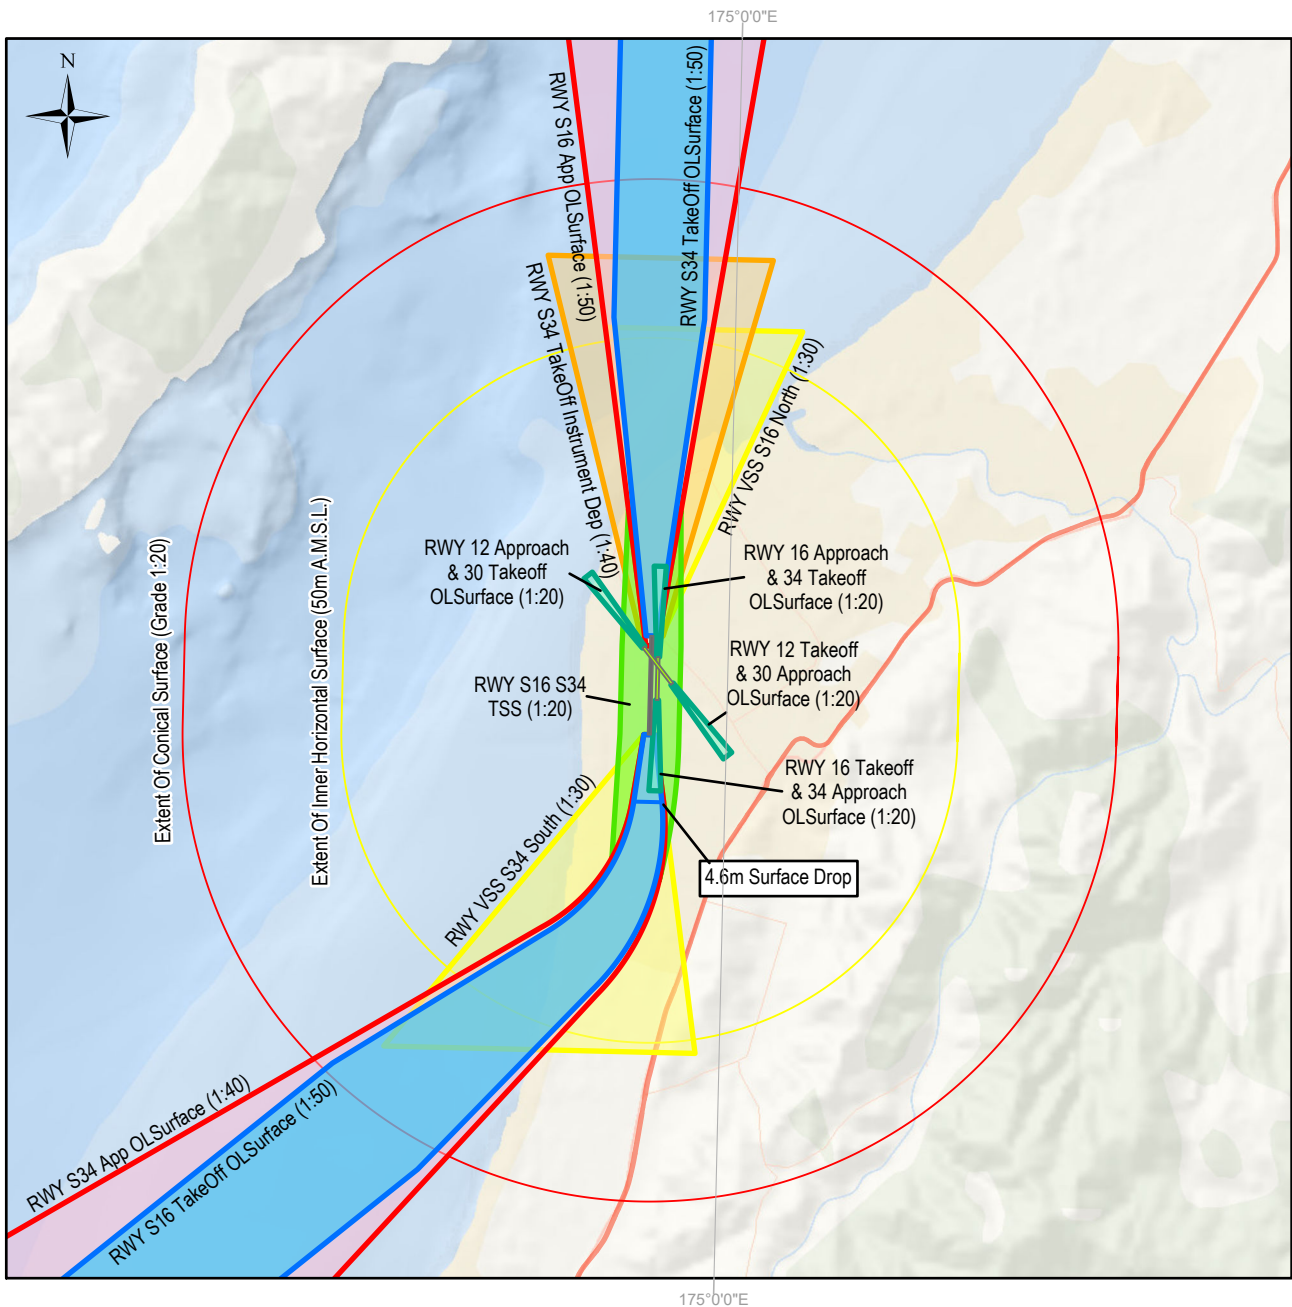 175°0'0"E
N
RWY S16 App OLSurface (1:50)
RWY S34 TakeOff OLSurface (1:50)
RWY S34 TakeOff Instrument Dep (1:40)
RWY VSS S16 North (1:30)
Extent Of Conical Surface (Grade 1:20)
Extent Of Inner Horizontal Surface (50m A.M.S.L.)
RWY 12 Approach
& 30 Takeoff
OLSurface (1:20)
RWY 16 Approach
& 34 Takeoff
OLSurface (1:20)
RWY 12 Takeoff
& 30 Approach
OLSurface (1:20)
RWY S16 S34
TSS (1:20)
RWY 16 Takeoff
& 34 Approach
OLSurface (1:20)
RWY VSS S34 South (1:30)
4.6m Surface Drop
RWY S34 App OLSurface (1:40)
RWY S16 TakeOff OLSurface (1:50)
175°0'0"E